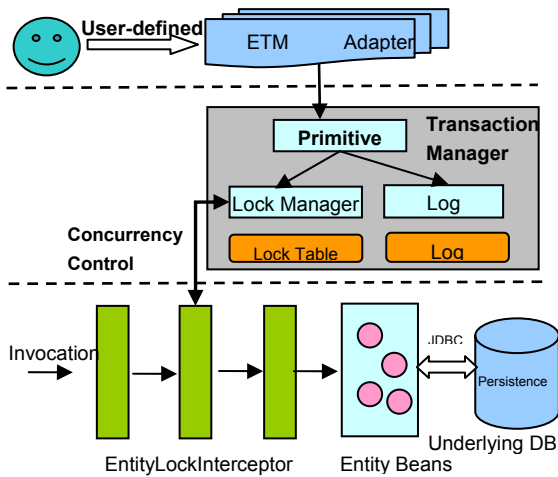 User-defined
ETM Adapter
Transaction
Manager
Primitive
Lock Manager
Log
Concurrency
Control
Lock Table
Log
Invocation
JDBC
Persistence
Underlying DB
EntityLockInterceptor
Entity Beans